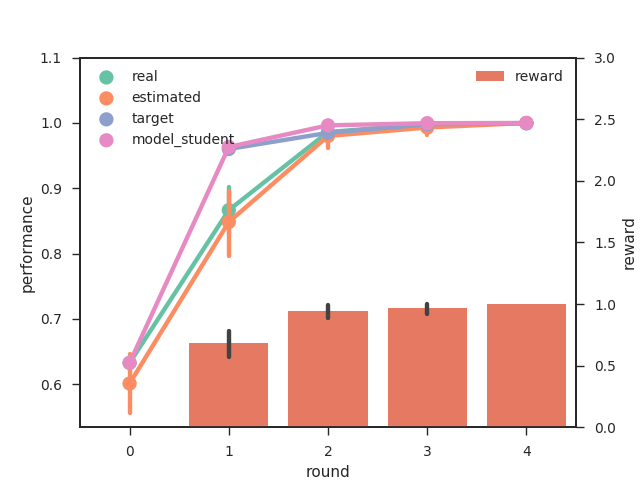 1.1
1.0
0.9
0.8
0.7
0.6
performance
real
estimated
target
model_student
reward
3.0
2.5
2.0
1.5
1.0
0.5
0.0
reward
0 1 2 3 4
round